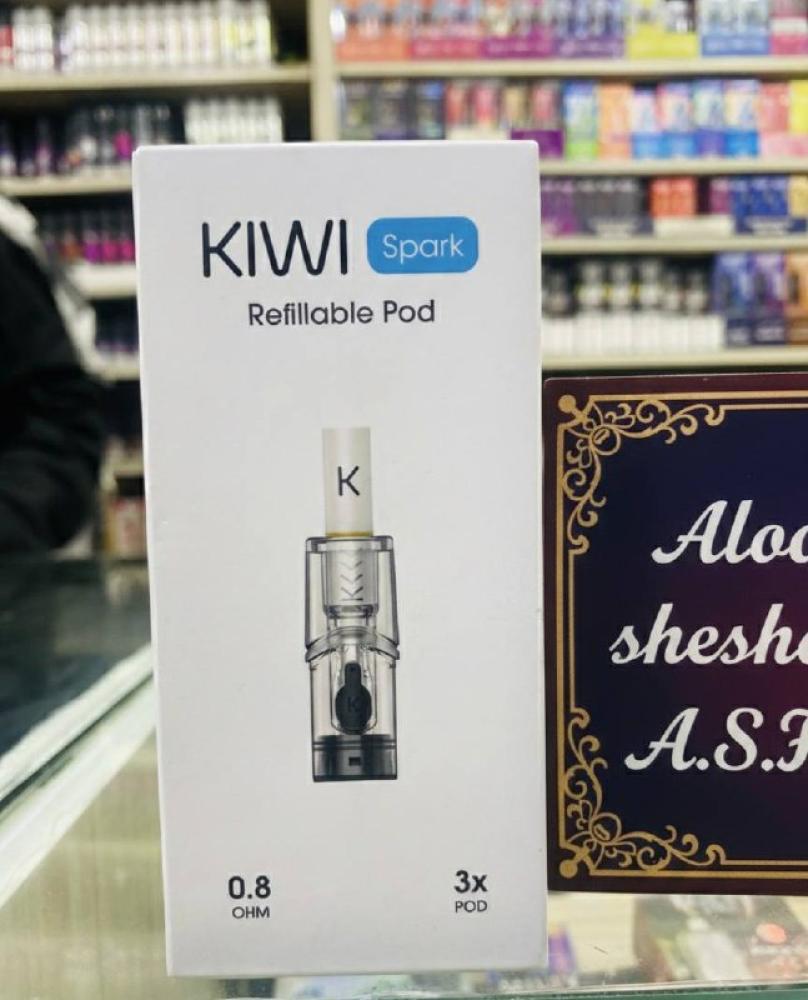 KIWI Spark
Refillable Pod
K
K
K
0.8
OHM
3x
POD